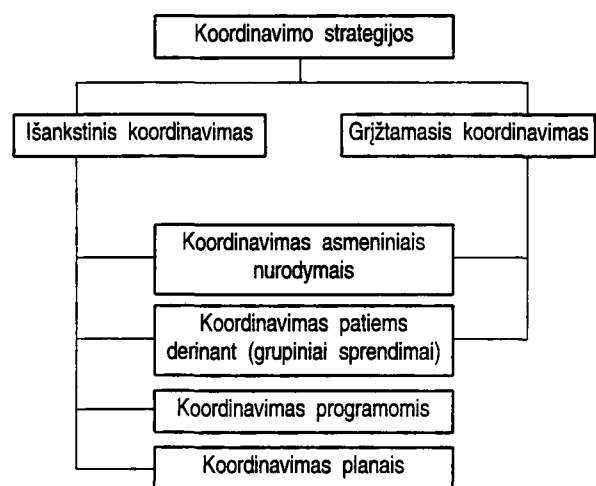 Koordinavimo strategijos
Išankstinis koordinavimas
Grįžtamasis koordinavimas
Koordinavimas asmeniniais
nurodymais
Koordinavimas patiems
derinant (grupiniai sprendimai)
Koordinavimas programomis
Koordinavimas planais